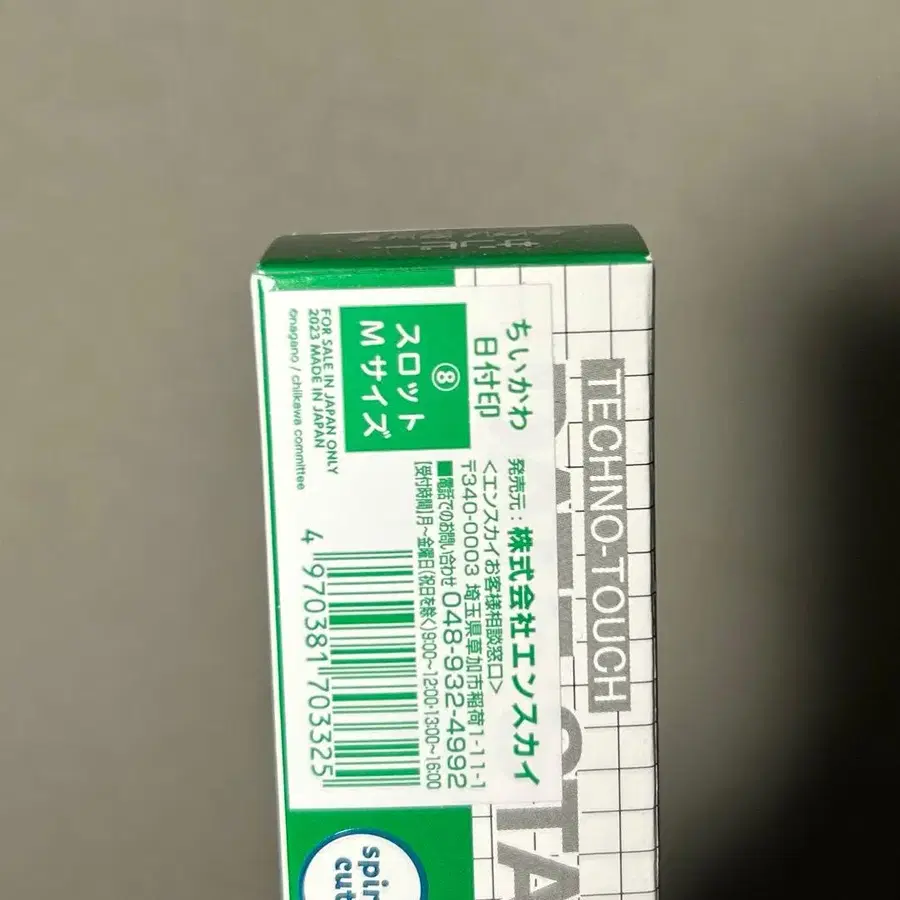 ちいかわ
日付印
⑧
スロット
Mサイズ
FOR SALE IN JAPAN ONLY
2023 MADE IN JAPAN
©nagano / chiikawa committee
発売元：株式会社エンスカイ
<エンスカイお客様相談窓口>
〒340-0003 埼玉県草加市稲荷1-11-1
■電話でのお問い合わせ 048-932-4992
[受付時間]月～金曜日(祝日を除く)9:00～12:00･13:00～16:00
4 970381 703325
TECHNO-TOUCH